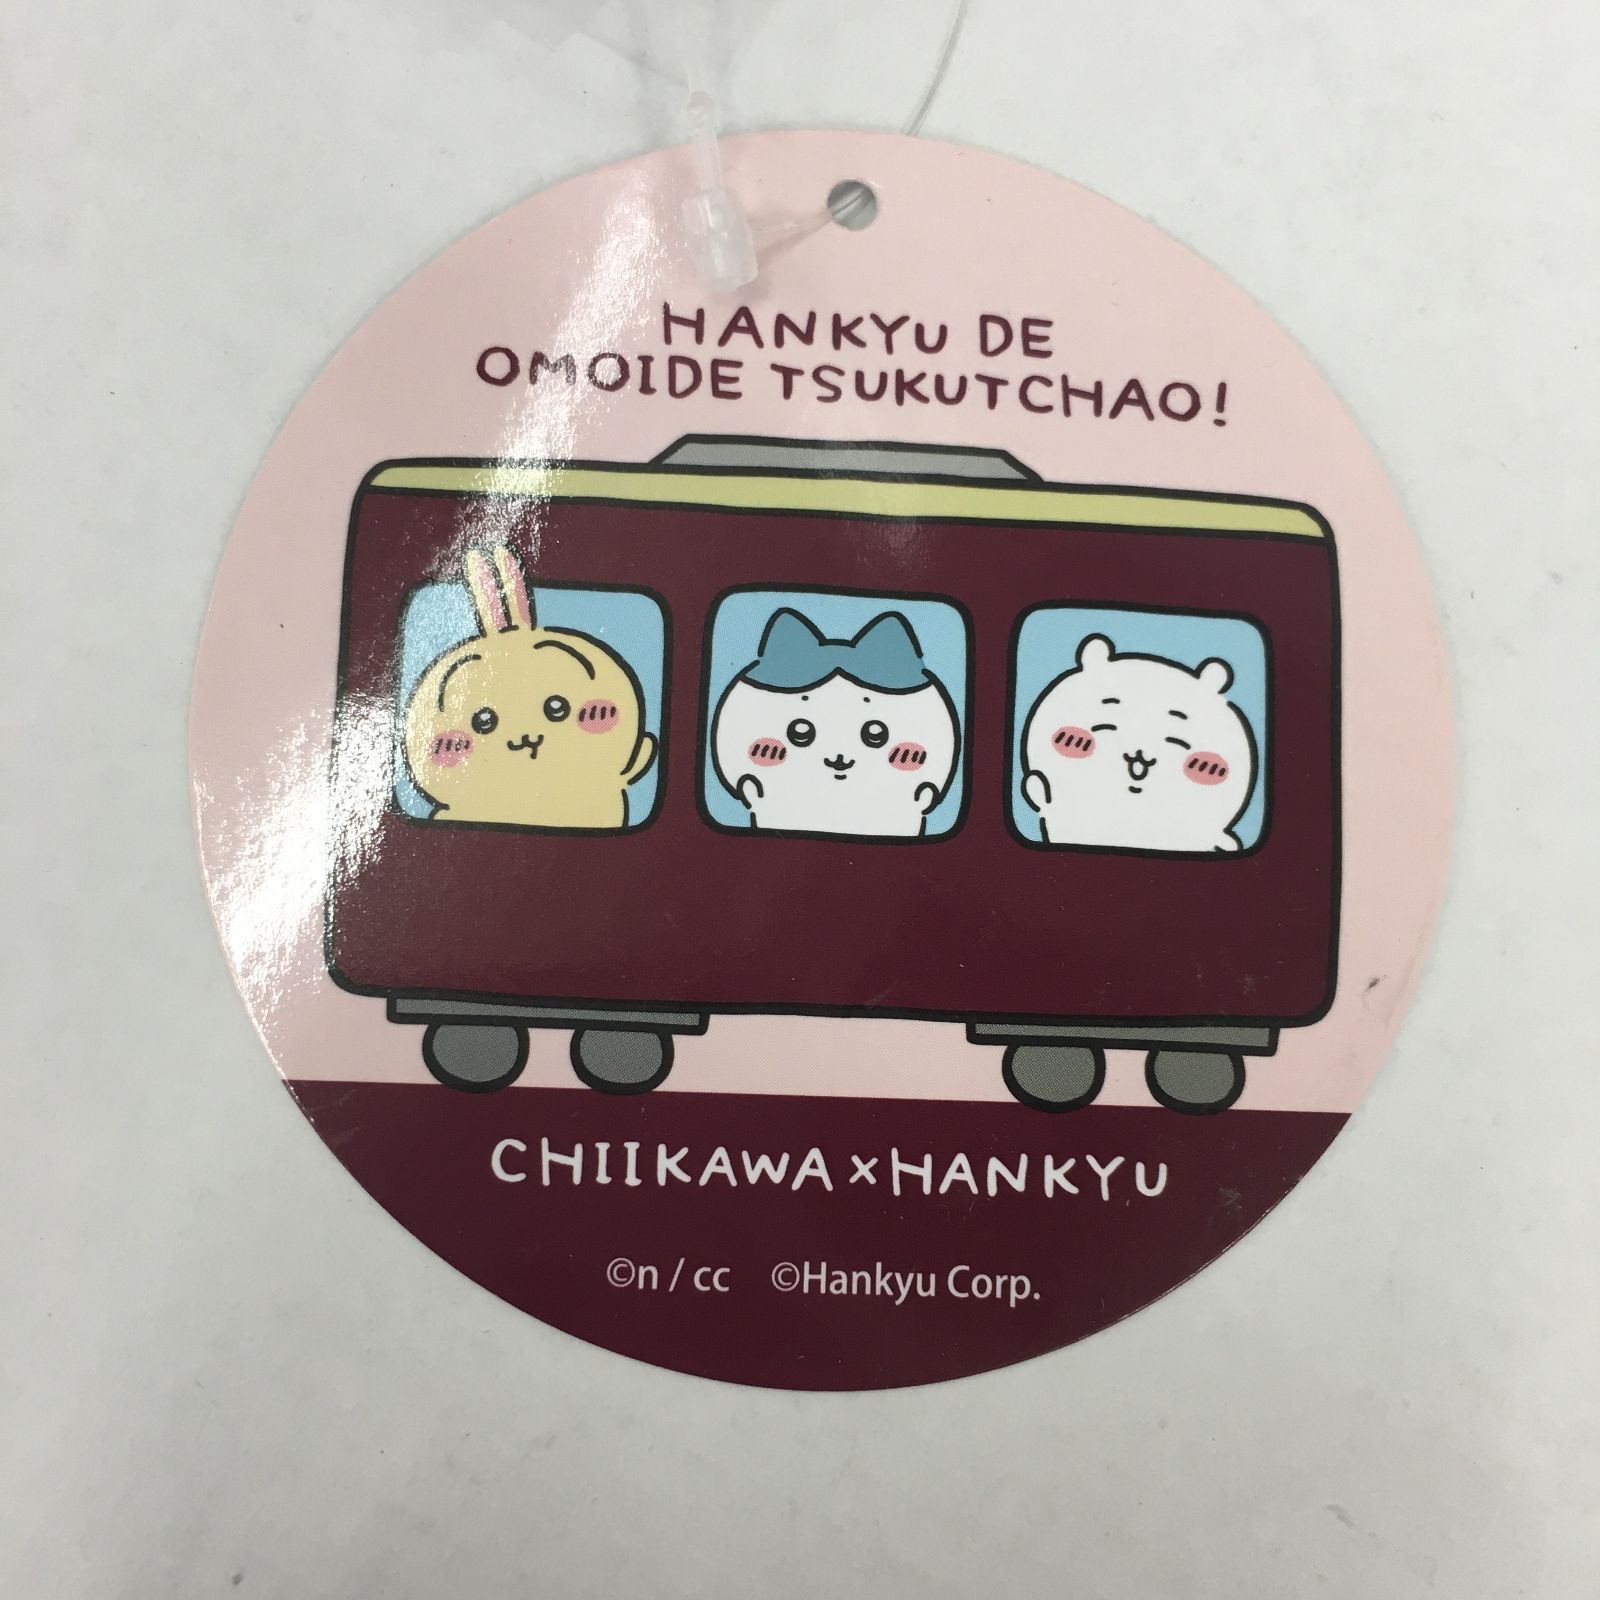 HANKYU DE
OMOIDE TSUKUTCHAO!
CHIIKAWA×HANKYU
©n / cc ©Hankyu Corp.